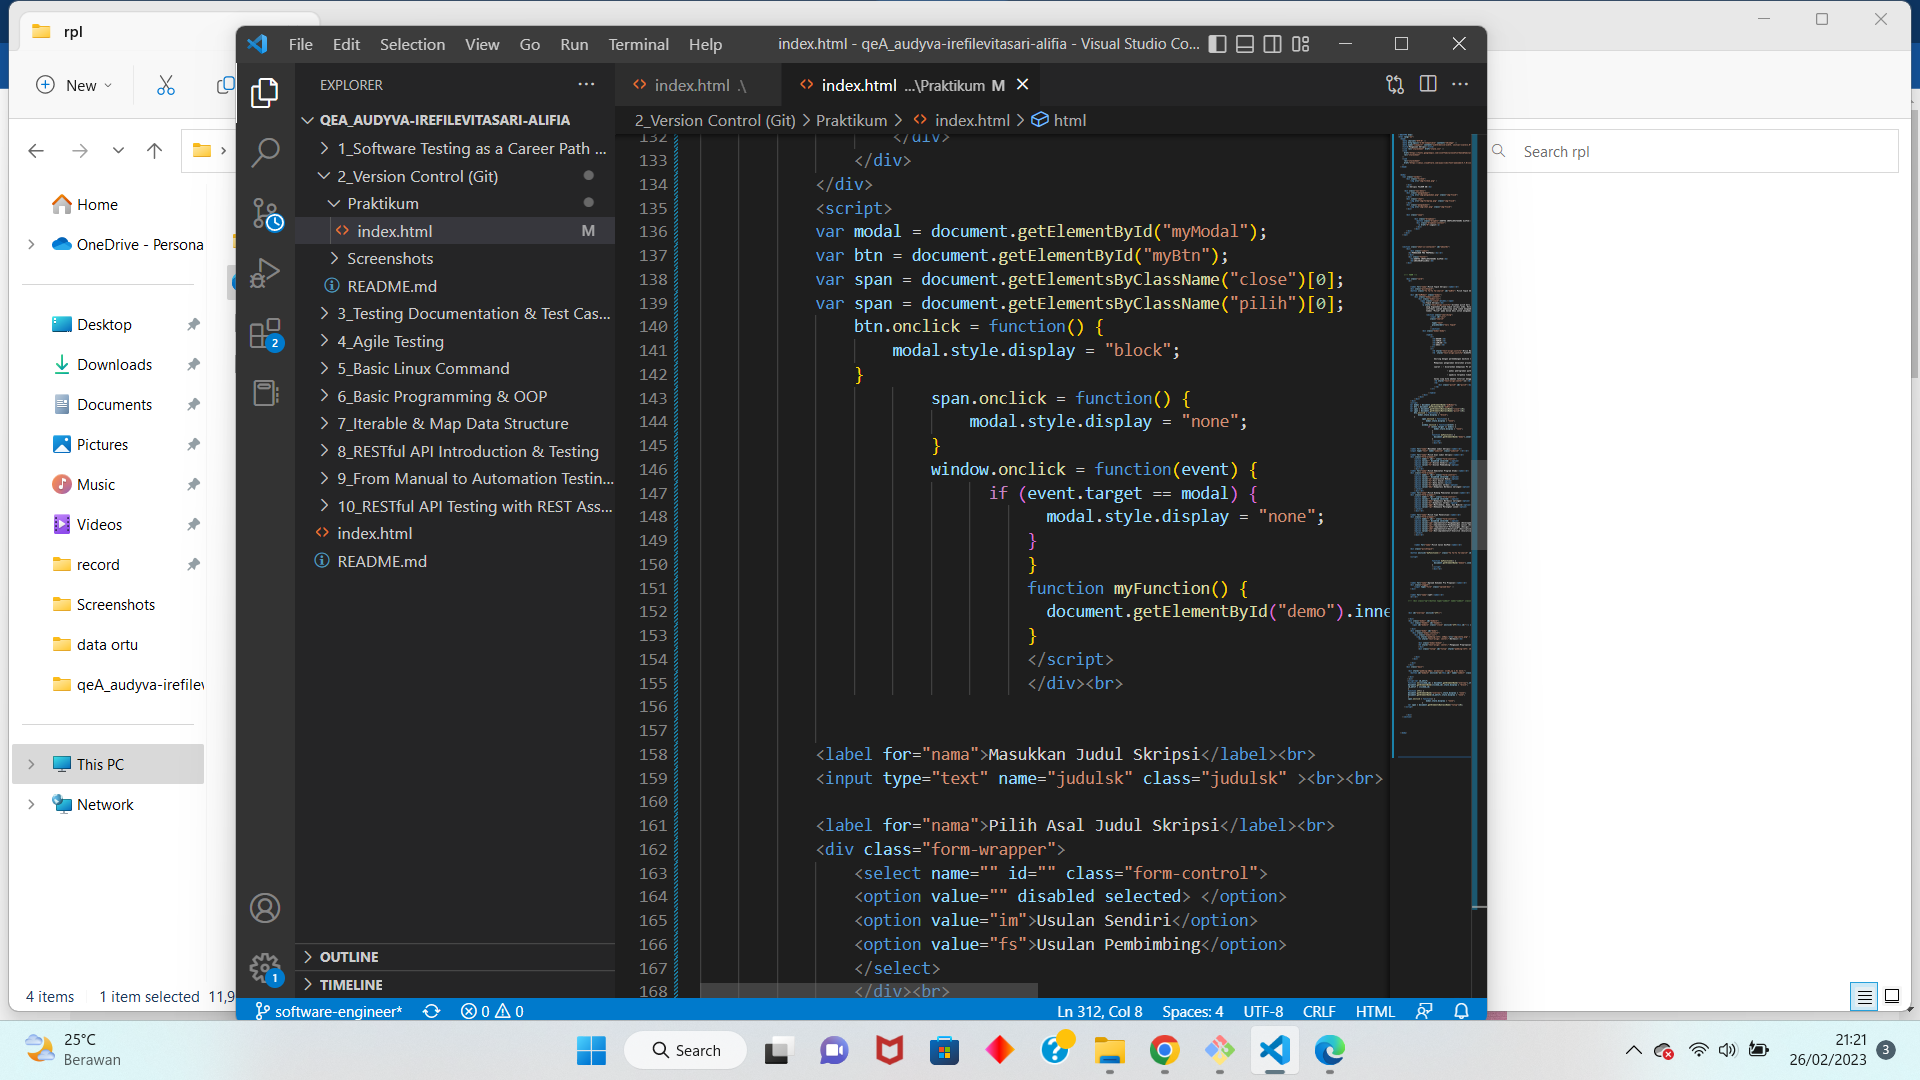 rpl
New
Search rpl
Home
OneDrive - Persona
Desktop
Downloads
Documents
Pictures
Music
Videos
record
Screenshots
data ortu
qeA_audyva-irefilev
This PC
Network
4 items 1 item selected 11,9
File Edit Selection View Go Run Terminal Help
index.html - qeA_audyva-irefilevitasari-alifia - Visual Studio Co...
EXPLORER
QEA_AUDYVA-IREFILEVITASARI-ALIFIA
1_Software Testing as a Career Path ...
2_Version Control (Git)
Praktikum
index.html M
Screenshots
README.md
3_Testing Documentation & Test Cas...
4_Agile Testing
5_Basic Linux Command
6_Basic Programming & OOP
7_Iterable & Map Data Structure
8_RESTful API Introduction & Testing
9_From Manual to Automation Testin...
10_RESTful API Testing with REST Ass...
index.html
README.md
OUTLINE
TIMELINE
2
1
index.html .\
index.html ...\Praktikum M
2_Version Control (Git) > Praktikum > index.html > html
132 </div>
133 </div>
134 </div>
135 <script>
136 var modal = document.getElementById("myModal");
137 var btn = document.getElementById("myBtn");
138 var span = document.getElementsByClassName("close")[0];
139 var span = document.getElementsByClassName("pilih")[0];
140 btn.onclick = function() {
141 modal.style.display = "block";
142 }
143 span.onclick = function() {
144 modal.style.display = "none";
145 }
146 window.onclick = function(event) {
147 if (event.target == modal) {
148 modal.style.display = "none";
149 }
150 }
151 function myFunction() {
152 document.getElementById("demo").inne
153 }
154 </script>
155 </div><br>
156
157
158 <label for="nama">Masukkan Judul Skripsi</label><br>
159 <input type="text" name="judulsk" class="judulsk" ><br><br>
160
161 <label for="nama">Pilih Asal Judul Skripsi</label><br>
162 <div class="form-wrapper">
163 <select name="" id="" class="form-control">
164 <option value="" disabled selected> </option>
165 <option value="im">Usulan Sendiri</option>
166 <option value="fs">Usulan Pembimbing</option>
167 </select>
168 </div><br>
software-engineer* 0 0
Ln 312, Col 8 Spaces: 4 UTF-8 CRLF HTML
25°C
Berawan
Search
21:21
26/02/2023
3